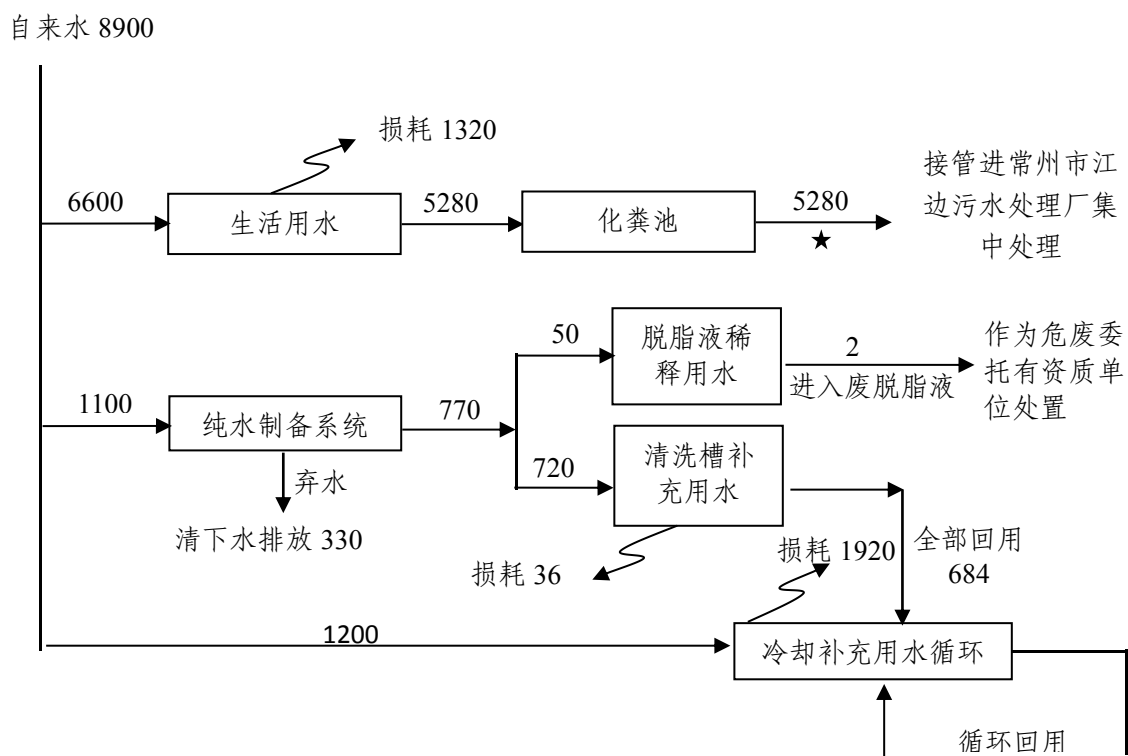 自来水 8900
损耗 1320
6600
生活用水
5280
化粪池
5280
★
接管进常州市江
边污水处理厂集
中处理
50
脱脂液稀
释用水
2
进入废脱脂液
作为危废委
托有资质单
位处置
1100
纯水制备系统
770
弃水
清下水排放 330
720
清洗槽补
充用水
损耗 36
损耗 1920
全部回用
684
1200
冷却补充用水循环
循环回用